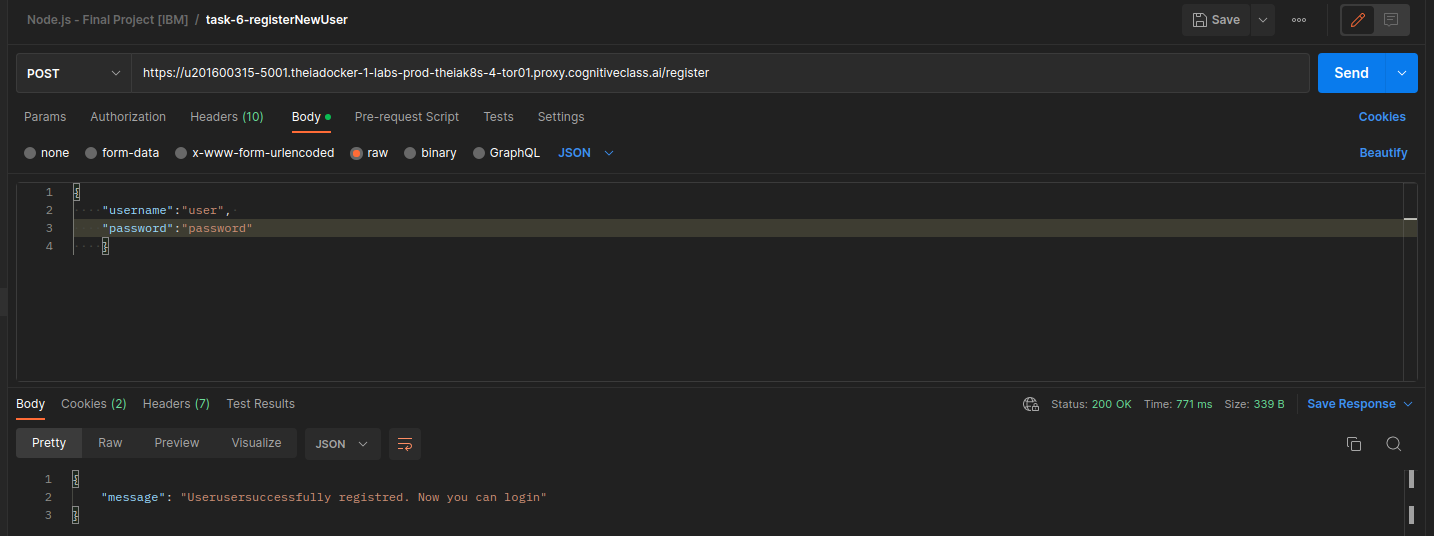 Node.js - Final Project [IBM] / task-6-registerNewUser Save ooo
POST https://u201600315-5001.theiadocker-1-labs-prod-theiak8s-4-tor01.proxy.cognitiveclass.ai/register Send
Params Authorization Headers (10) Body Pre-request Script Tests Settings Cookies
none form-data x-www-form-urlencoded raw binary GraphQL JSON Beautify
1 {
2 "username":"user",
3 "password":"password"
4 }
Body Cookies (2) Headers (7) Test Results Status: 200 OK Time: 771 ms Size: 339 B Save Response
Pretty Raw Preview Visualize JSON
1 {
2 "message": "Userusersuccessfully registred. Now you can login"
3 }